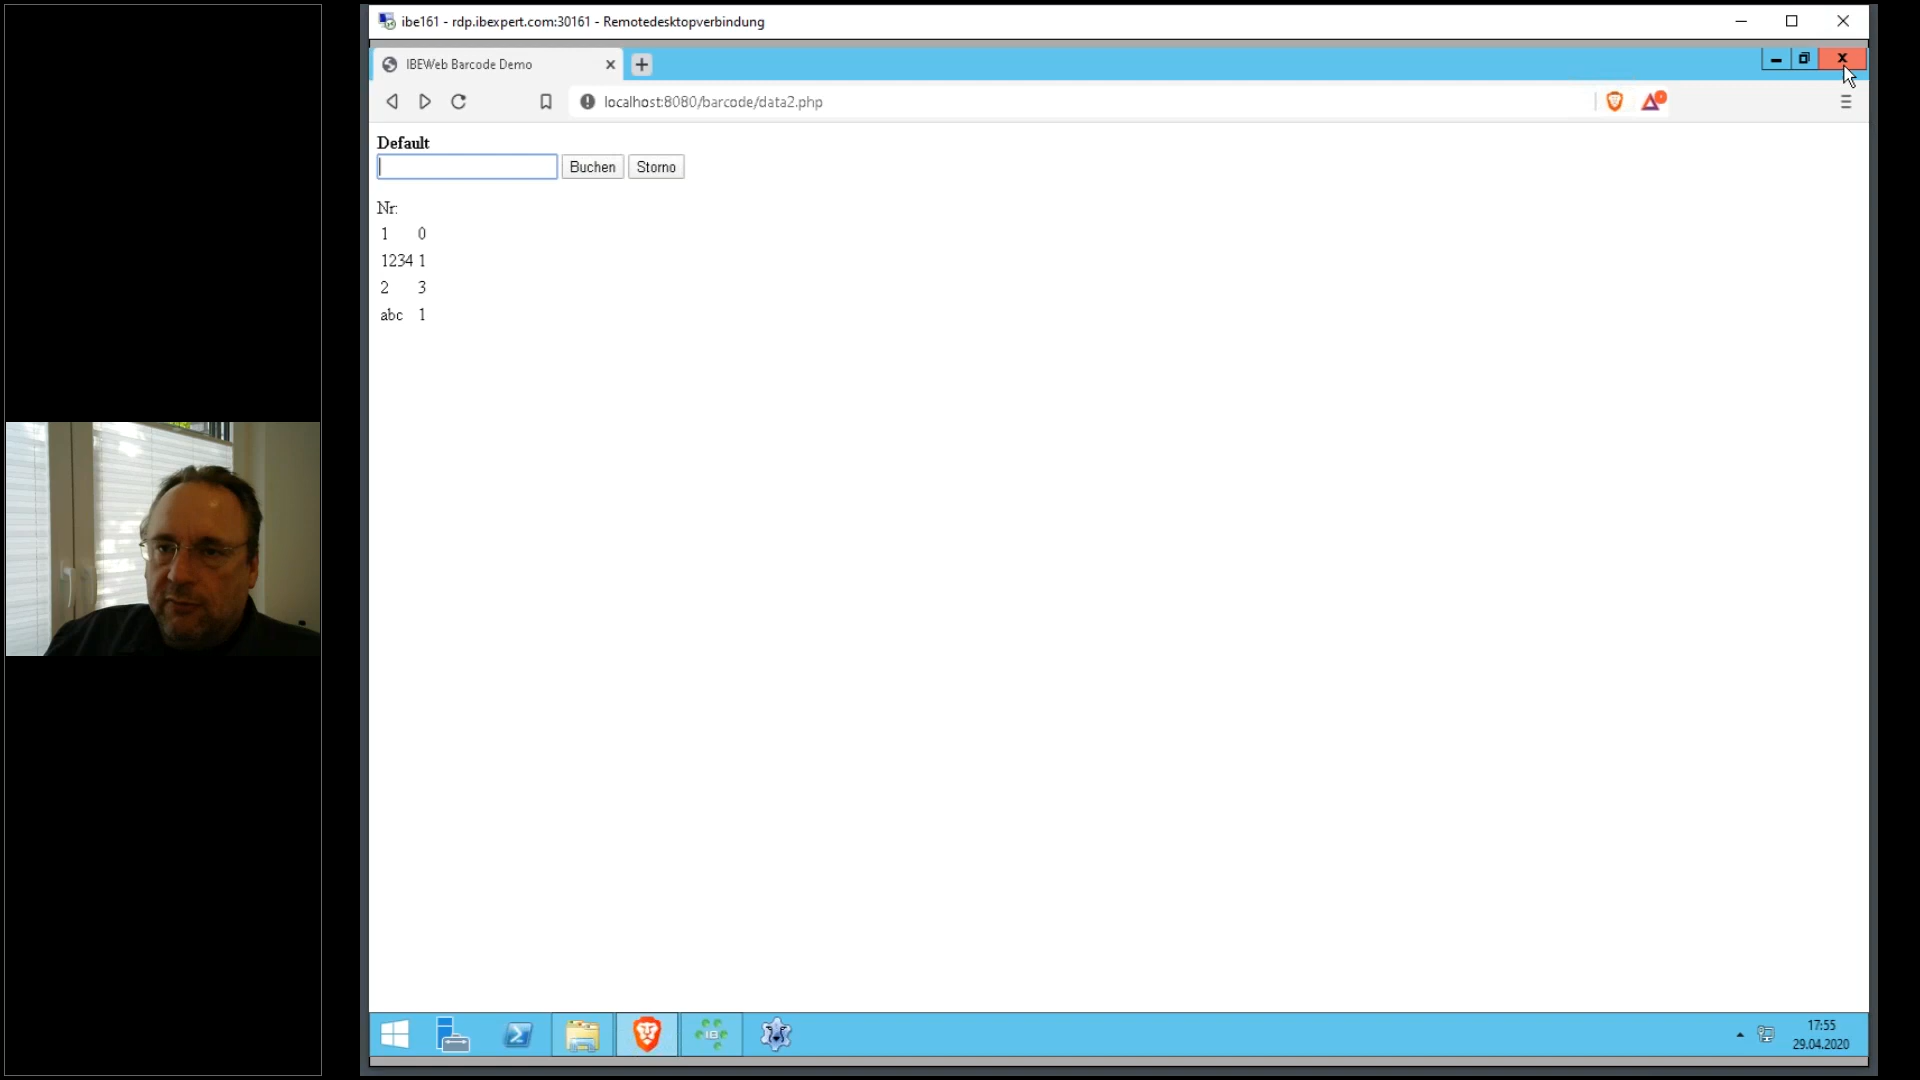 ibe161 - rdp.ibexpert.com:30161 - Remotedesktopverbindung
IBEWeb Barcode Demo
localhost:8080/barcode/data2.php
Default
Buchen Storno
Nr:
1 0
1234 1
2 3
abc 1
IBE
17:55
29.04.2020